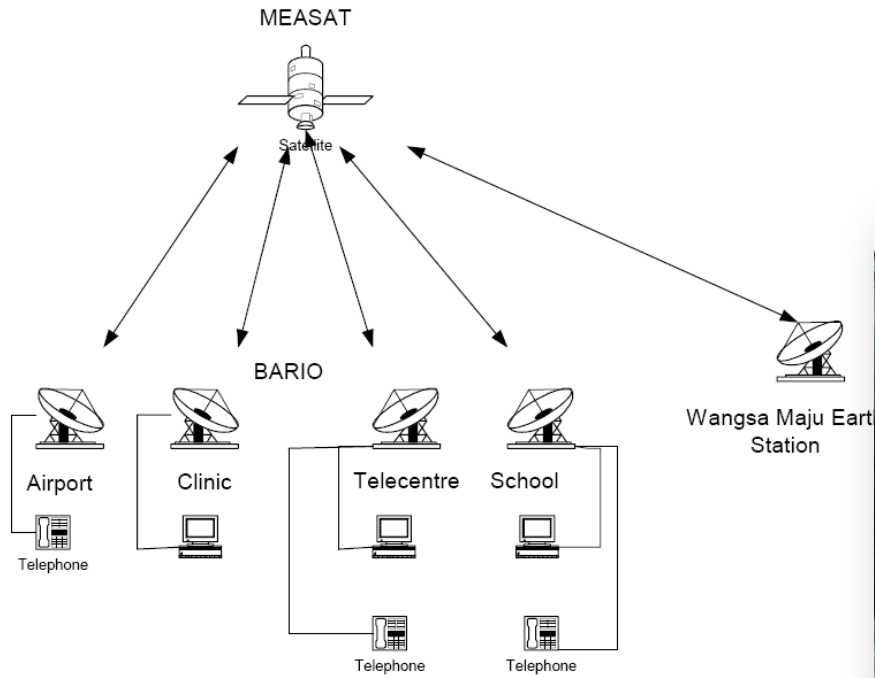 MEASAT
Satellite
BARIO
Wangsa Maju Eart
Station
Airport
Clinic
Telecentre
School
Telephone
Telephone
Telephone